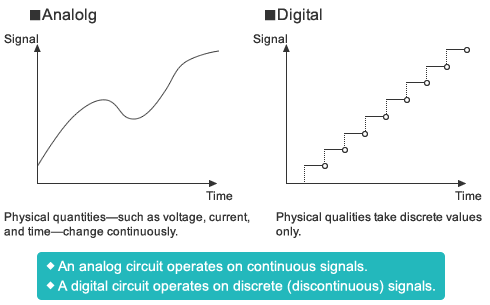 ■Analolg
Signal
Time
Physical quantities—such as voltage, current,
and time—change continuously.
■Digital
Signal
Time
Physical qualities take discrete values
only.
◆ An analog circuit operates on continuous signals.
◆ A digital circuit operates on discrete (discontinuous) signals.